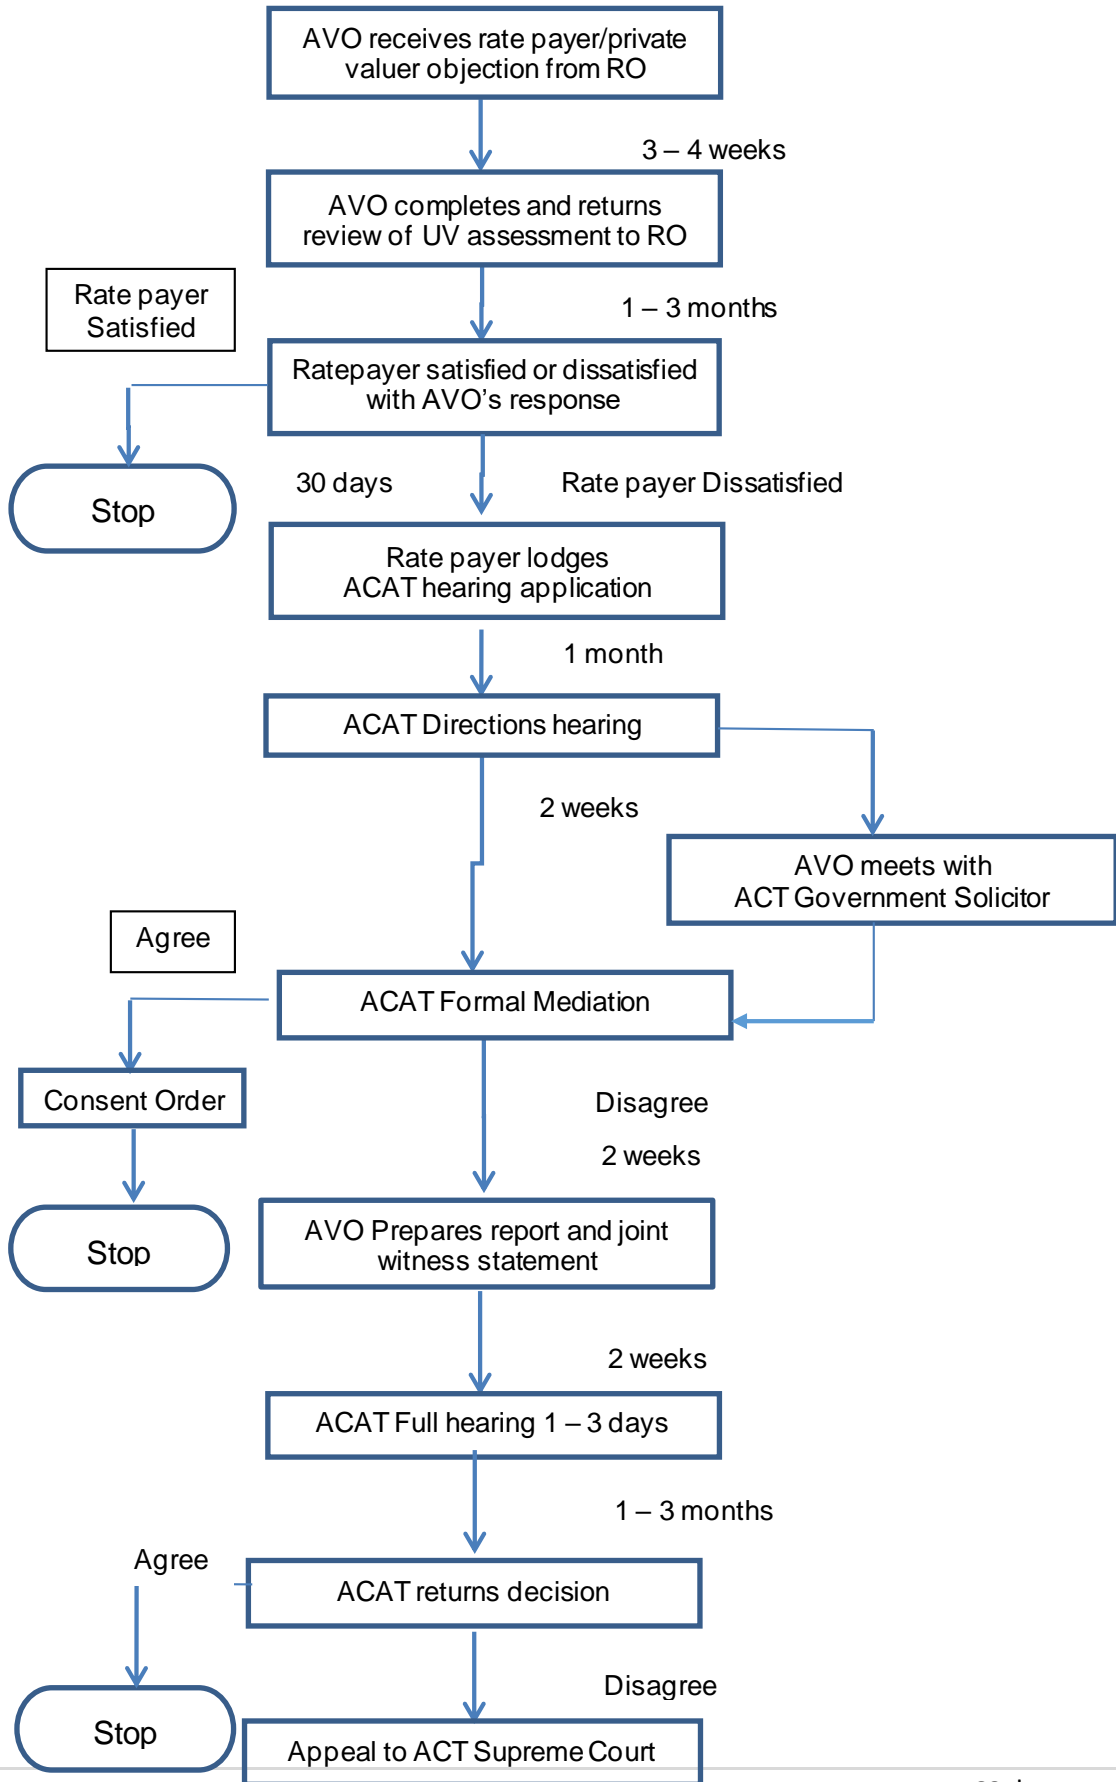 AVO receives rate payer/private
valuer objection from RO
3 – 4 weeks
AVO completes and returns
review of UV assessment to RO
Rate payer
Satisfied
1 – 3 months
Ratepayer satisfied or dissatisfied
with AVO’s response
Stop
30 days
Rate payer Dissatisfied
Rate payer lodges
ACAT hearing application
1 month
ACAT Directions hearing
2 weeks
AVO meets with
ACT Government Solicitor
Agree
ACAT Formal Mediation
Consent Order
Disagree
2 weeks
Stop
AVO Prepares report and joint
witness statement
2 weeks
ACAT Full hearing 1 – 3 days
1 – 3 months
Agree
ACAT returns decision
Disagree
Stop
Appeal to ACT Supreme Court